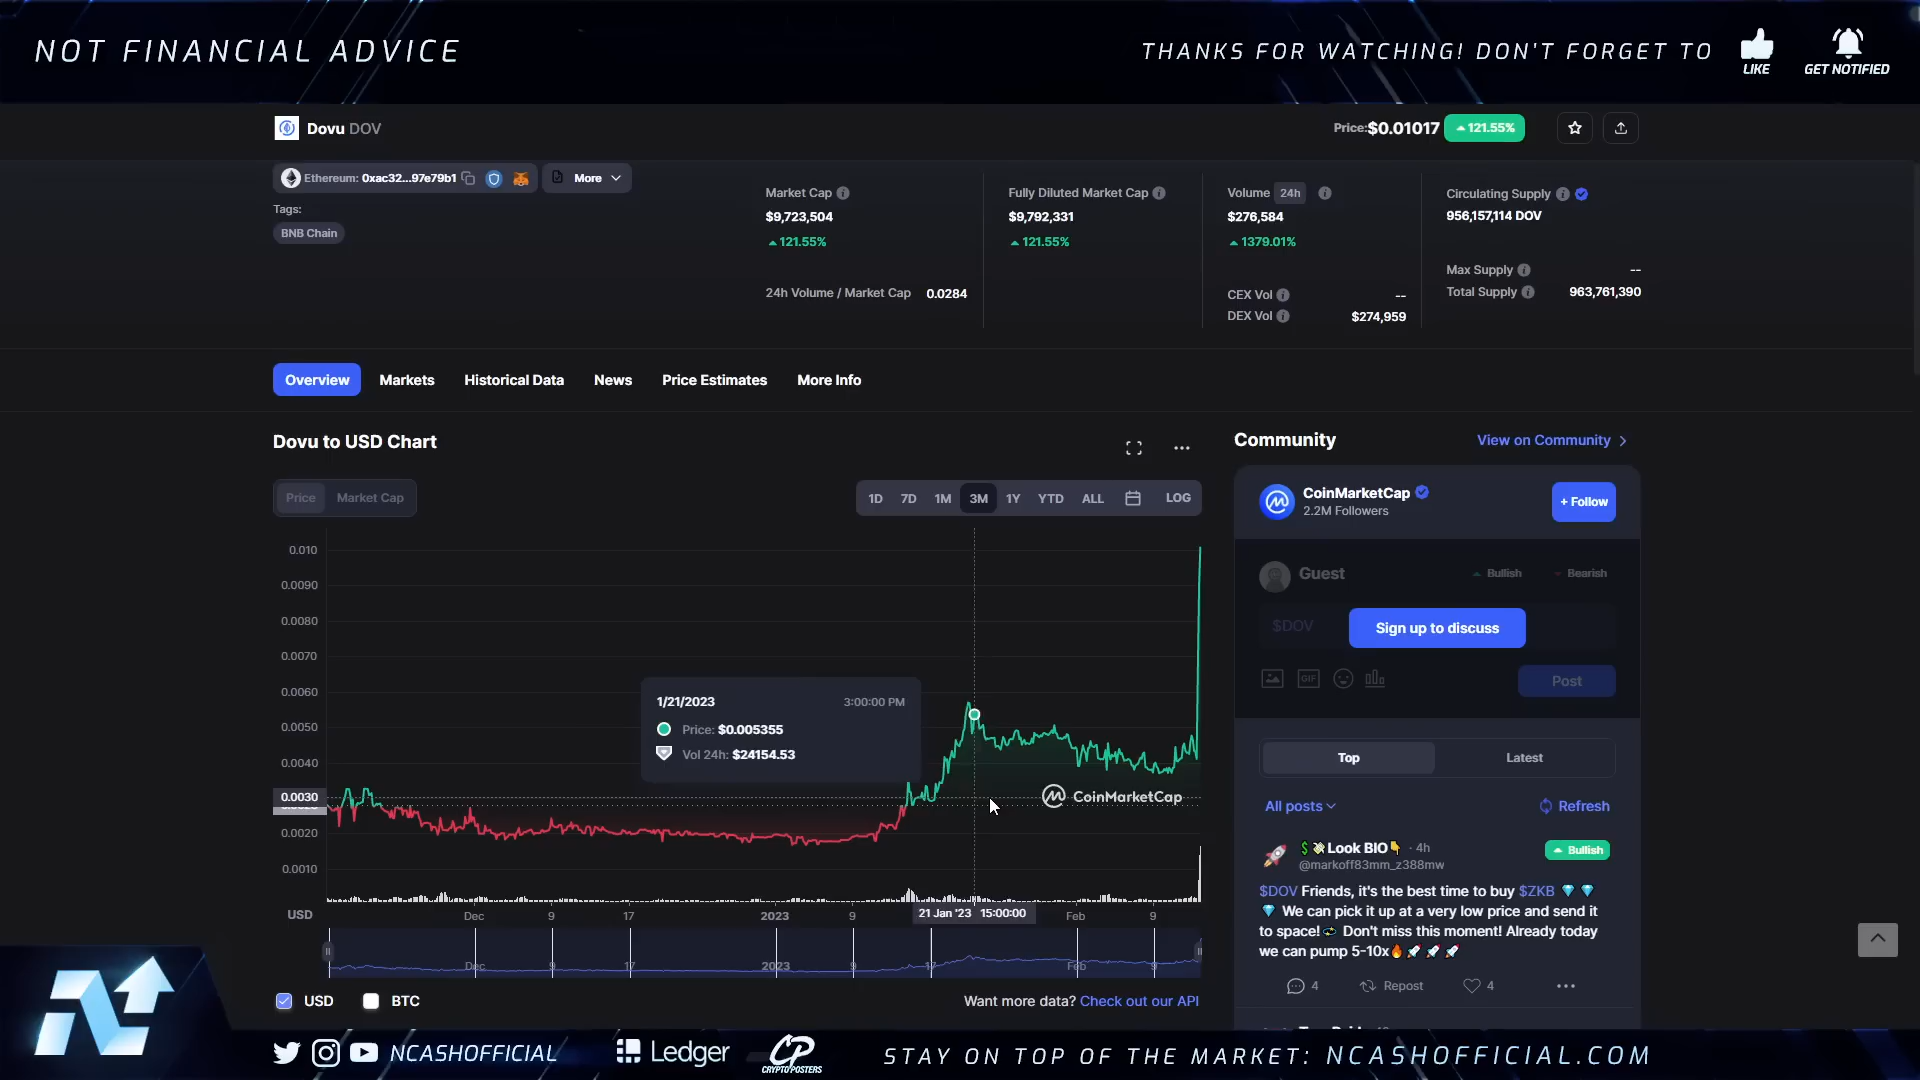 NOT FINANCIAL ADVICE
THANKS FOR WATCHING! DON'T FORGET TO
LIKE
GET NOTIFIED
Dovu DOV
Price:$0.01017 121.55%
Ethereum: 0xac32...97e79b1
More
Tags:
BNB Chain
Market Cap
$9,723,504
121.55%
24h Volume / Market Cap 0.0284
Fully Diluted Market Cap
$9,792,331
121.55%
Volume 24h
$276,584
1379.01%
CEX Vol --
DEX Vol $274,959
Circulating Supply
956,157,114 DOV
Max Supply --
Total Supply 963,761,390
Overview Markets Historical Data News Price Estimates More Info
Dovu to USD Chart
Price Market Cap
1D 7D 1M 3M 1Y YTD ALL LOG
0.010
0.0090
0.0080
0.0070
0.0060
0.0050
0.0040
0.0030
0.0020
0.0010
USD
1/21/2023 3:00:00 PM
Price: $0.005355
Vol 24h: $24154.53
CoinMarketCap
Dec 9 17 2023 9 21 Jan '23 15:00:00 Feb 9
Dec 9 17 2023 9 17 Feb 9
USD BTC
Want more data? Check out our API
Community
View on Community
CoinMarketCap
2.2M Followers
+ Follow
Guest
Bullish Bearish
$DOV
Sign up to discuss
GIF
Post
Top Latest
All posts
Refresh
$💸Look BIO👇 · 4h
@markoff83mm_z388mw
Bullish
$DOV Friends, it's the best time to buy $ZKB 💎 💎
💎 We can pick it up at a very low price and send it
to space!💫 Don't miss this moment! Already today
we can pump 5-10x🔥🚀🚀🚀
4 Repost 4
NCASHOFFICIAL
Ledger
CP
CRYPTOPOSTERS
STAY ON TOP OF THE MARKET: NCASHOFFICIAL.COM